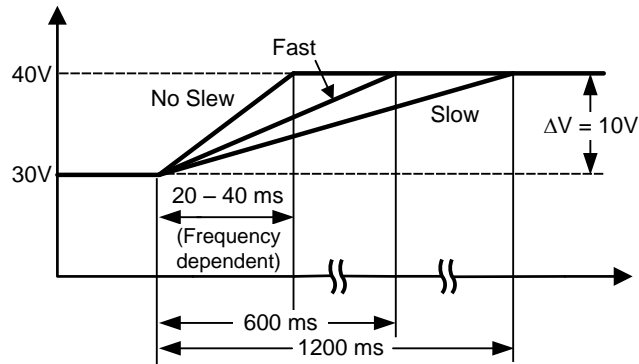 Fast
40V
No Slew
Slow
ΔV = 10V
30V
20 – 40 ms
(Frequency
dependent)
600 ms
1200 ms